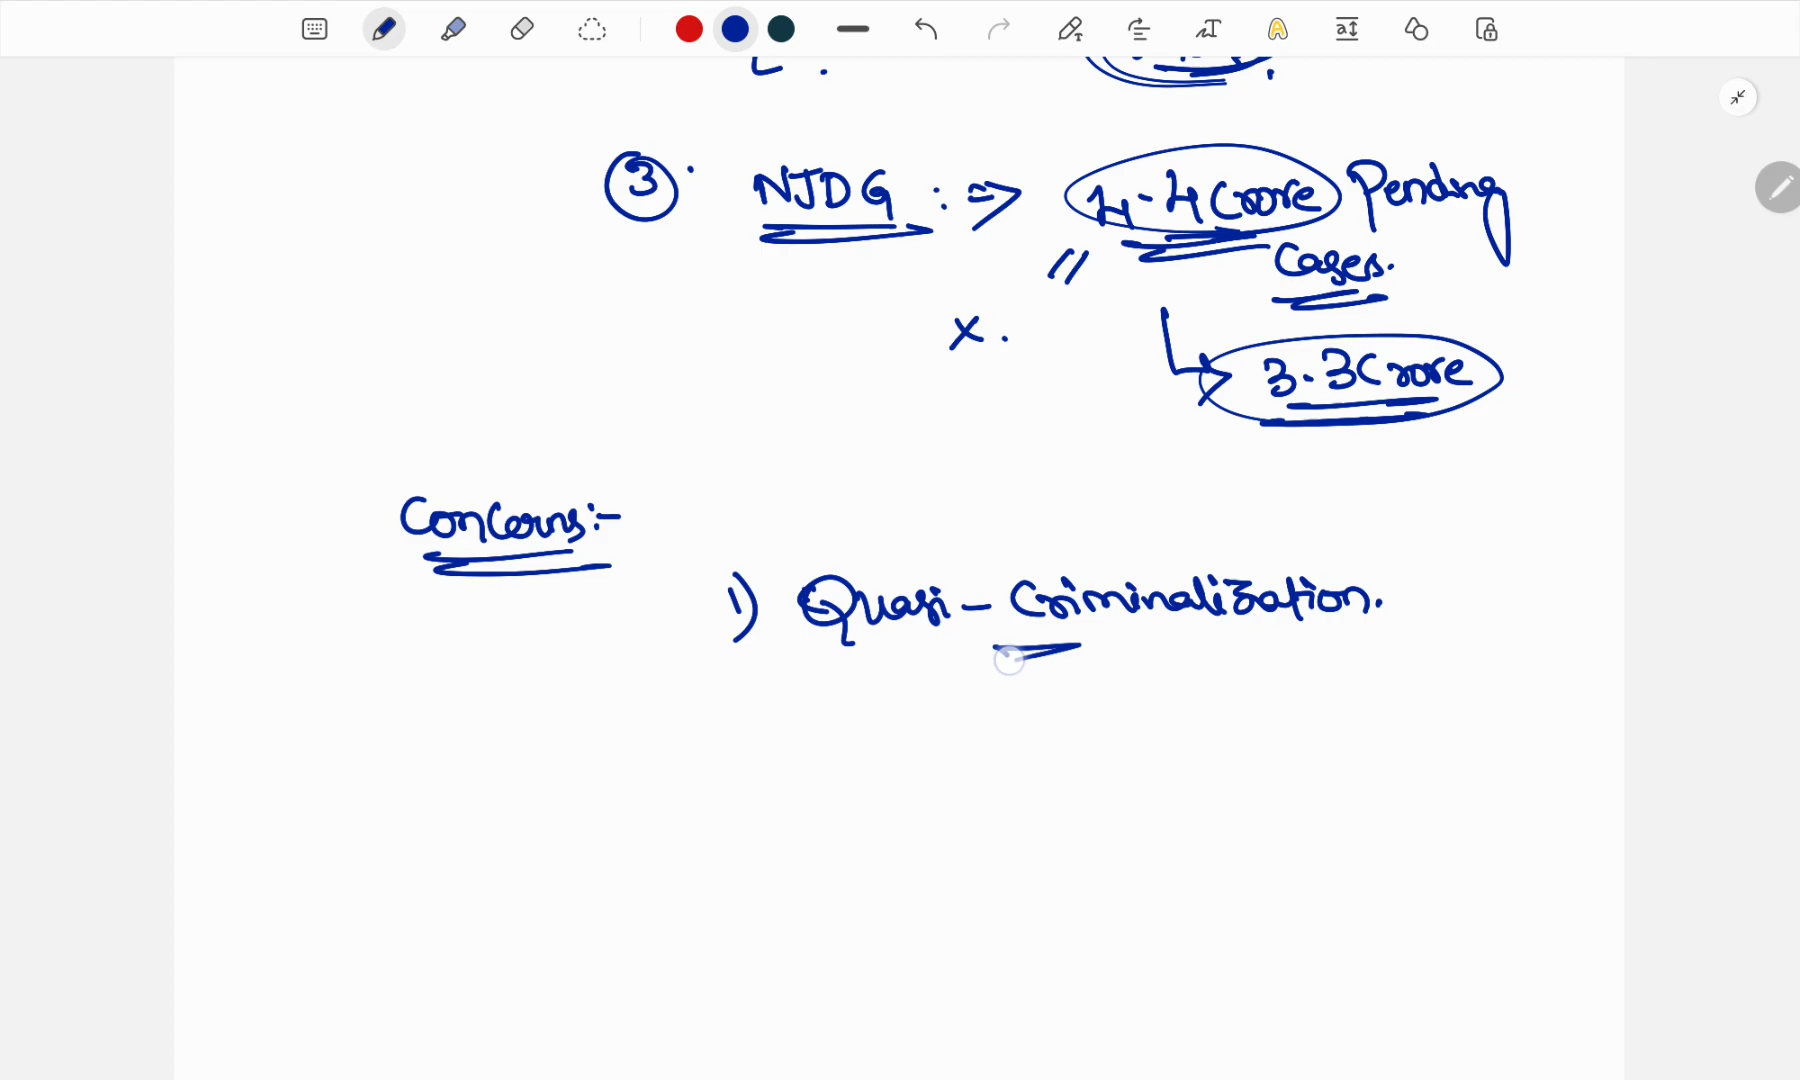 ③. NJDG :⇒ 4.4 Crore Pending
Cases.
x.
3.3 Crore
Concerns:-
1) Quasi - Criminalization.